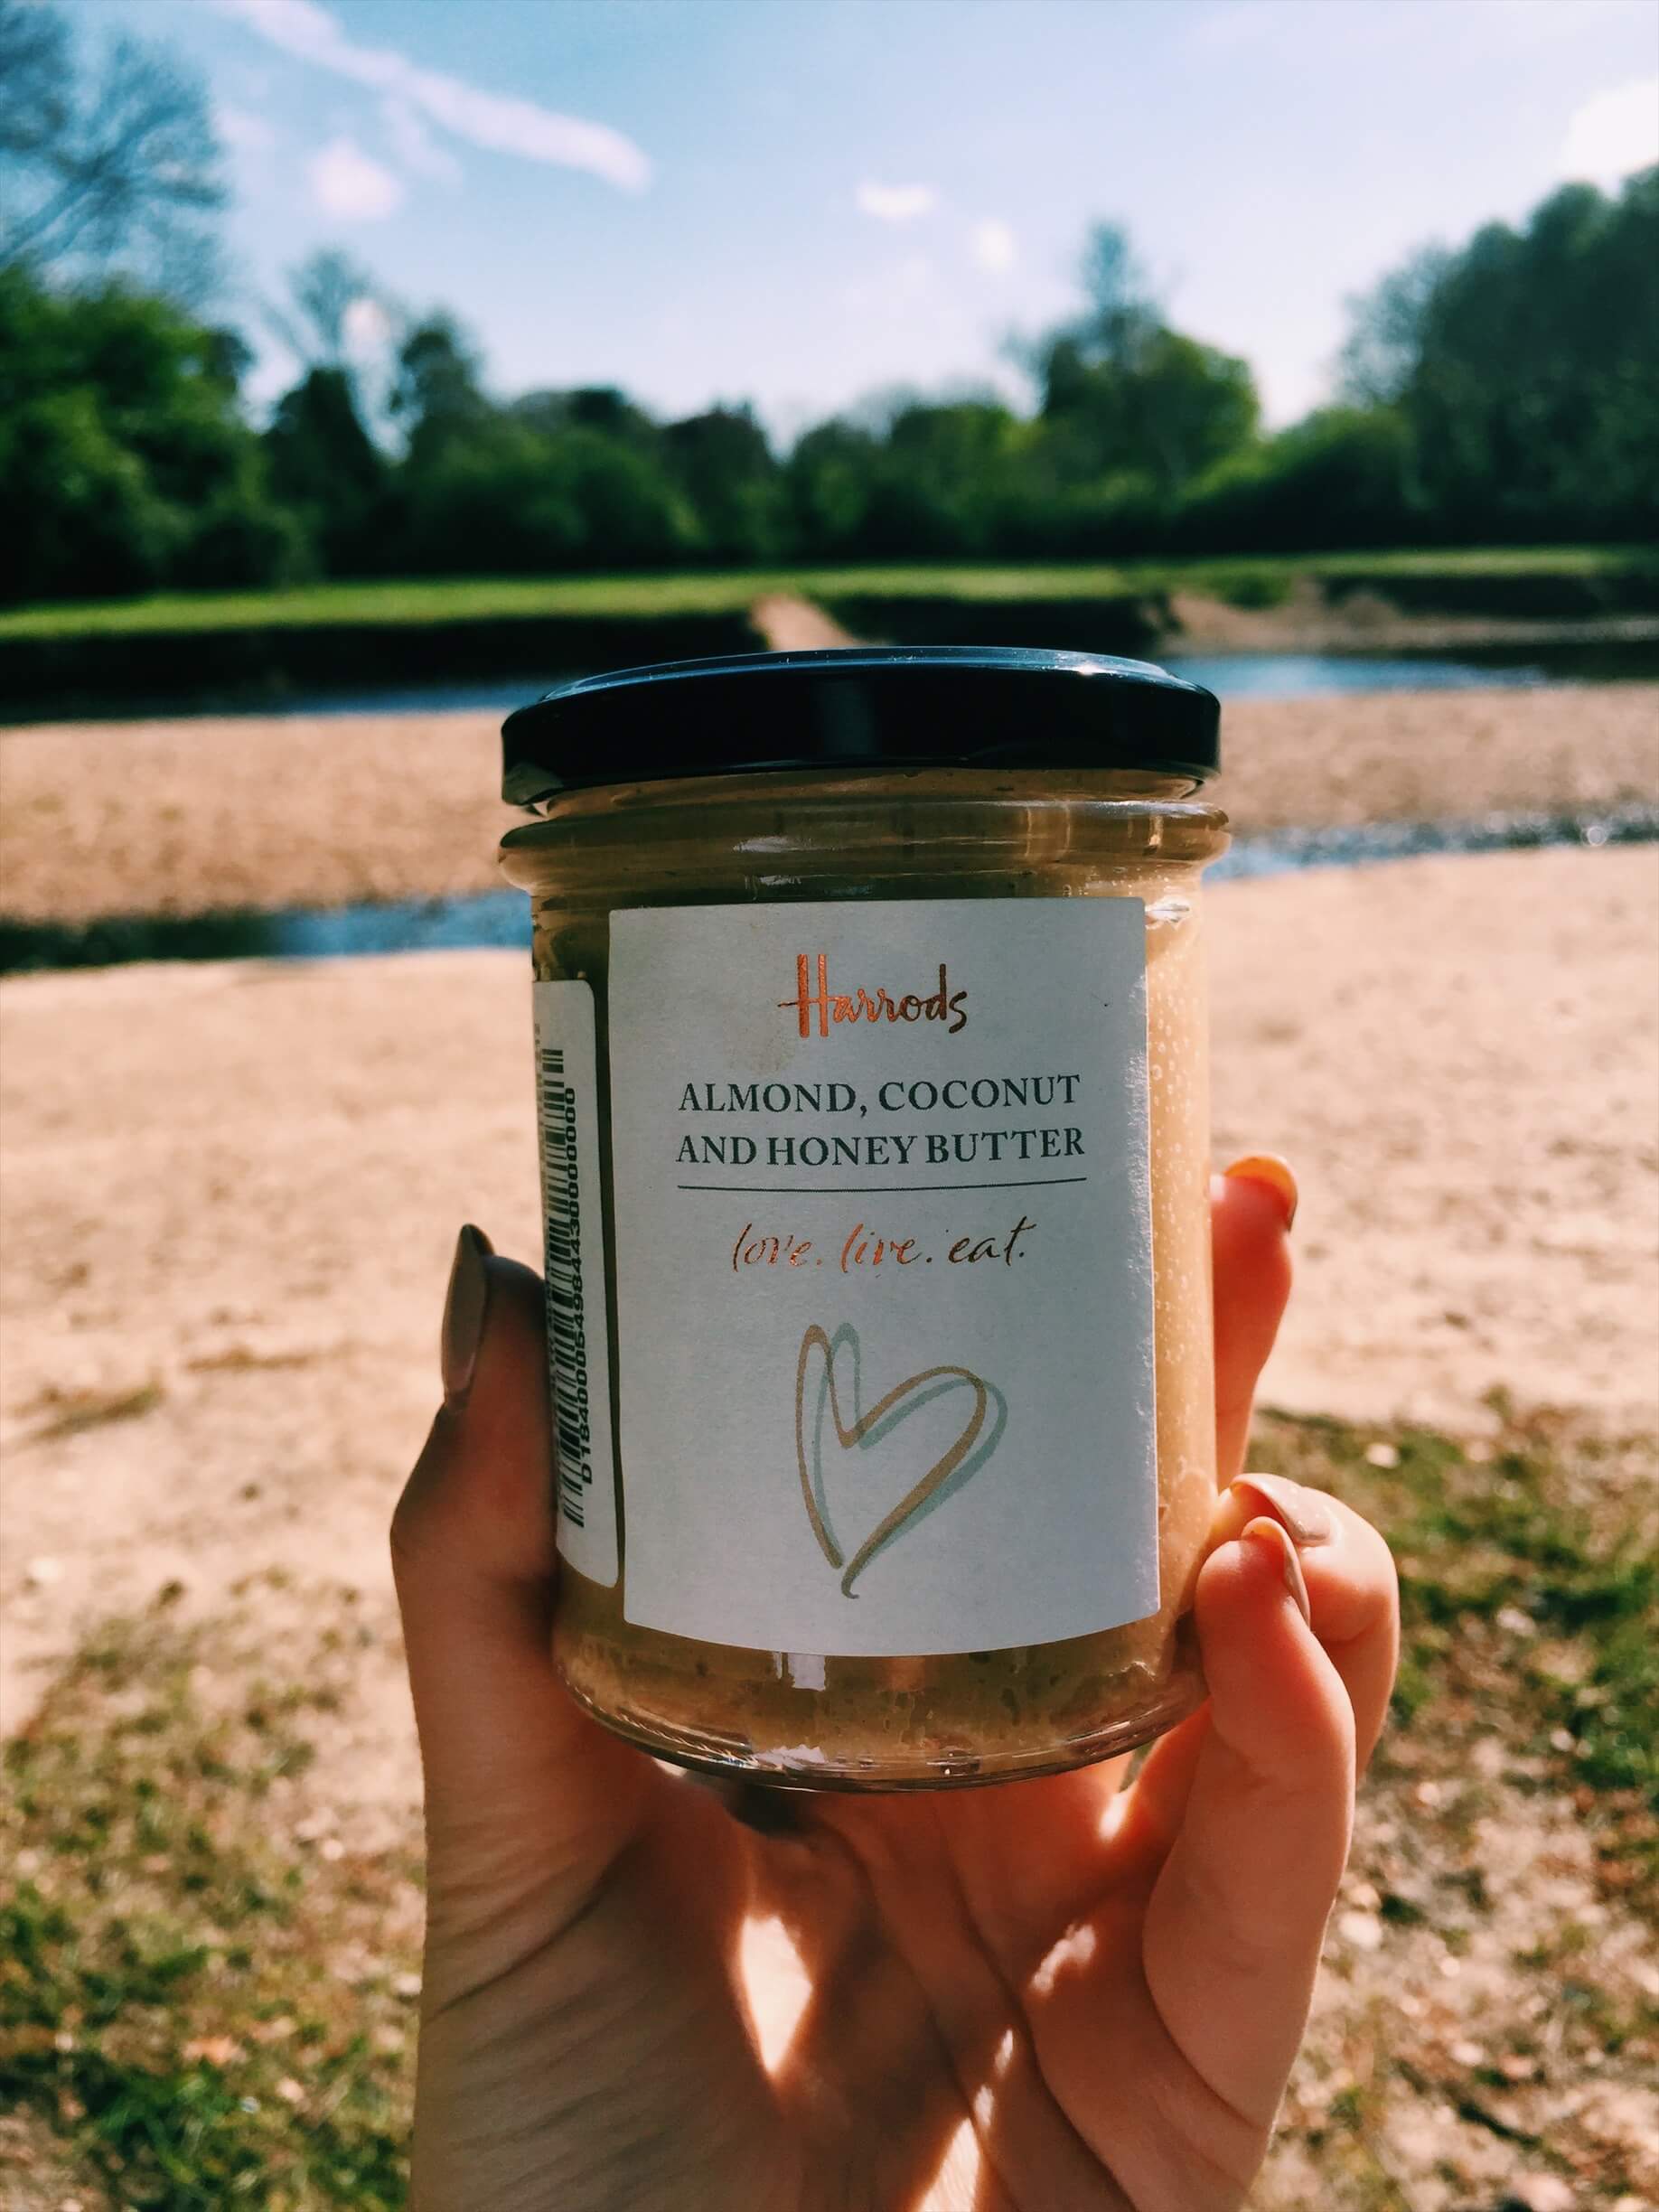 Harrods
ALMOND, COCONUT
AND HONEY BUTTER
love. live. eat.